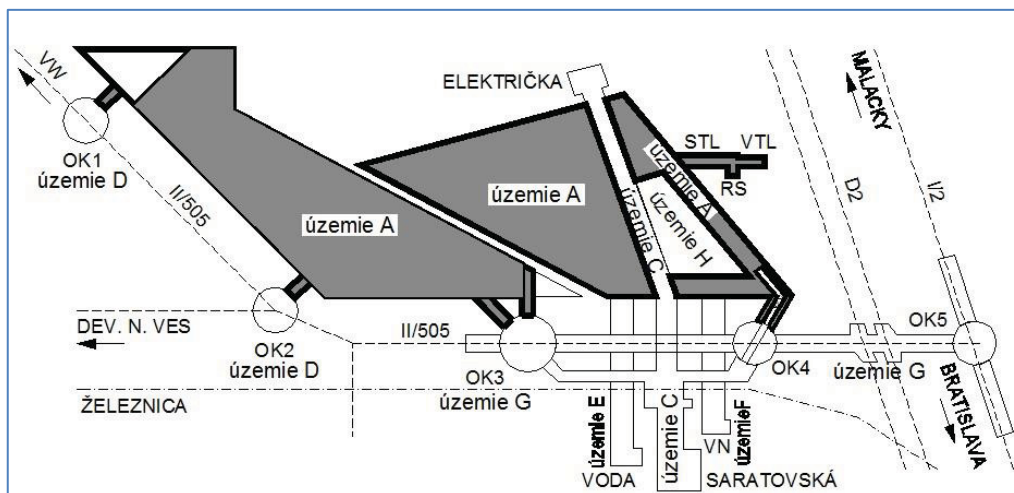 VW
ELEKTRIČKA
MALACKY
OK1
územie D
STL VTL
RS
územie A
II/505
územie A
územie A
územie C
územie H
D2
I/2
DEV. N. VES
OK2
územie D
II/505
OK3
územie G
OK4
OK5
územie G
BRATISLAVA
ŽELEZNICA
územie E
územie C
územieF
VN
VODA
SARATOVSKÁ